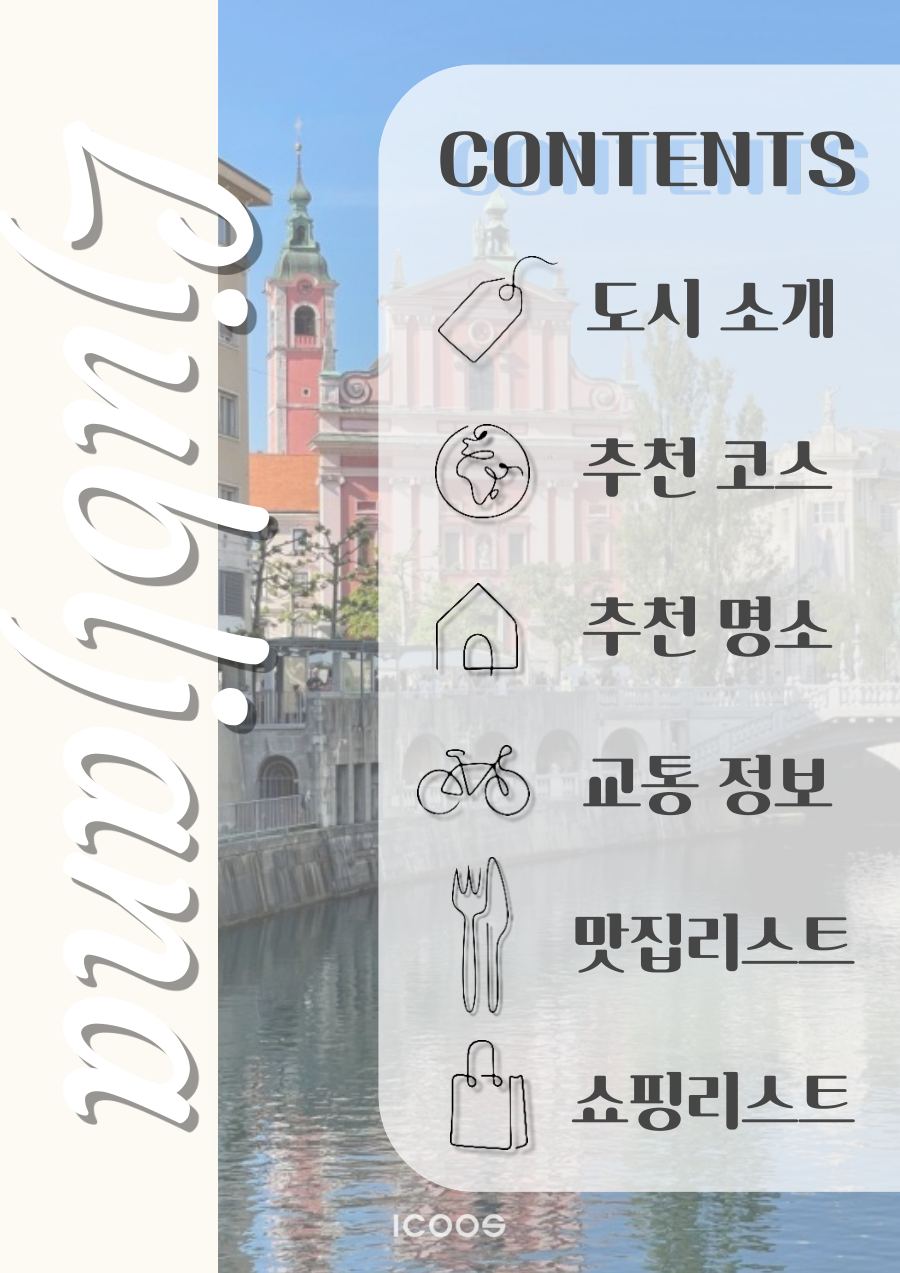 Ljubljana
CONTENTS
도시 소개
추천 코스
추천 명소
교통 정보
맛집리스트
쇼핑리스트
ICOOS